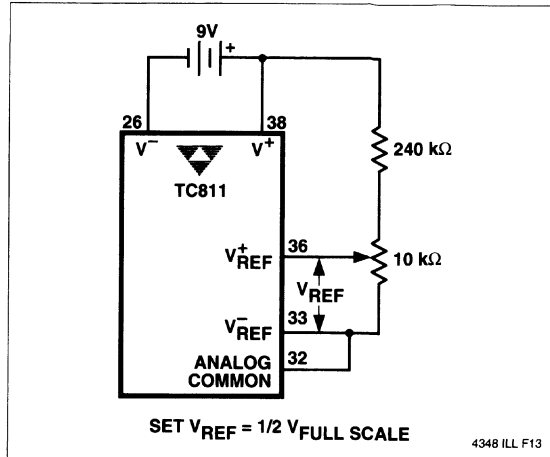 9V
+
26
38
V⁻
V⁺
TC811
240 kΩ
36
V⁺REF
10 kΩ
VREF
33
V⁻REF
ANALOG
COMMON
32
SET VREF = 1/2 VFULL SCALE
4348 ILL F13